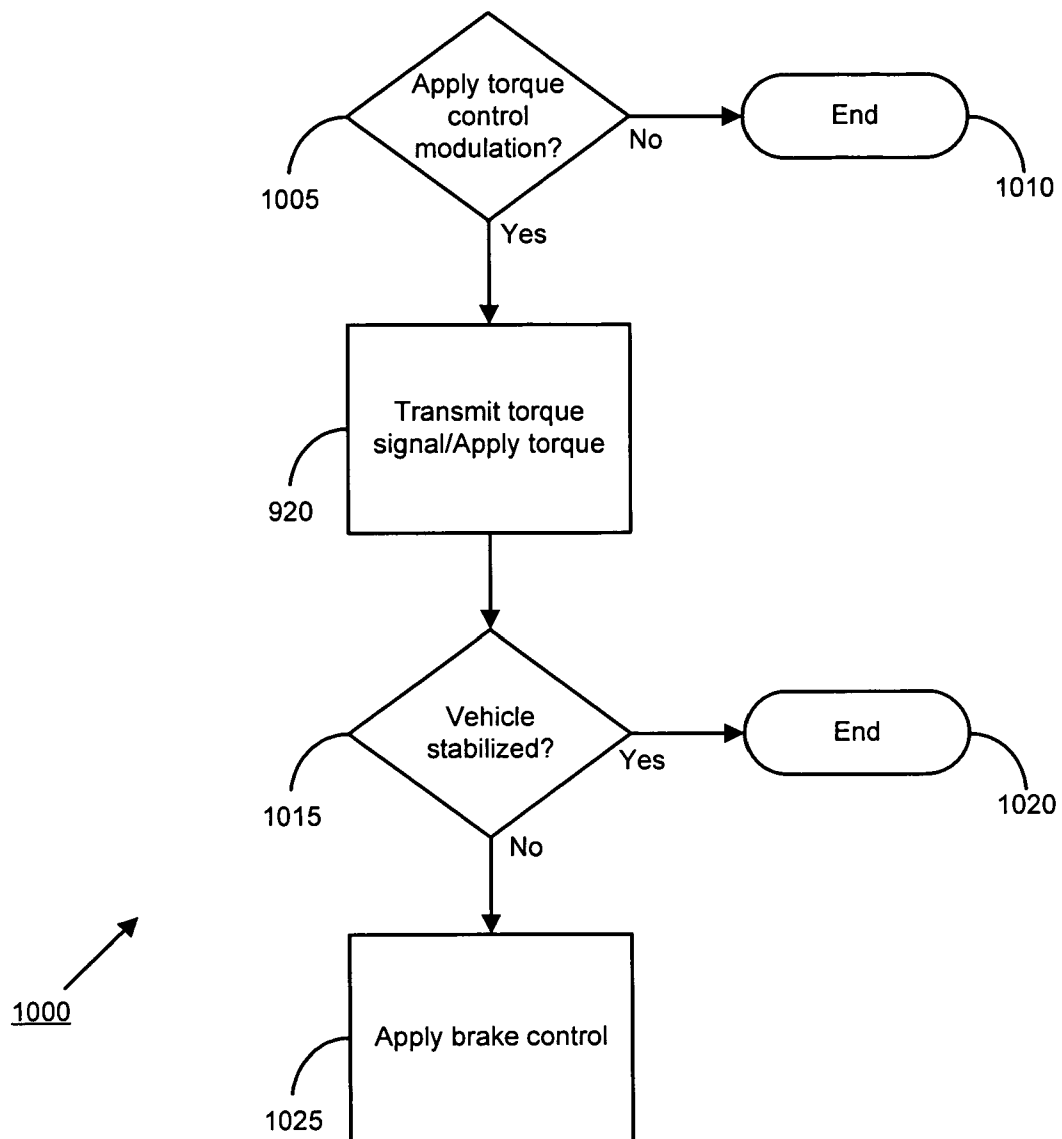 Apply torque
control
modulation?
End
No
1005
1010
Yes
Transmit torque
signal/Apply torque
920
Vehicle
stabilized?
End
Yes
1015
1020
No
1000
Apply brake control
1025